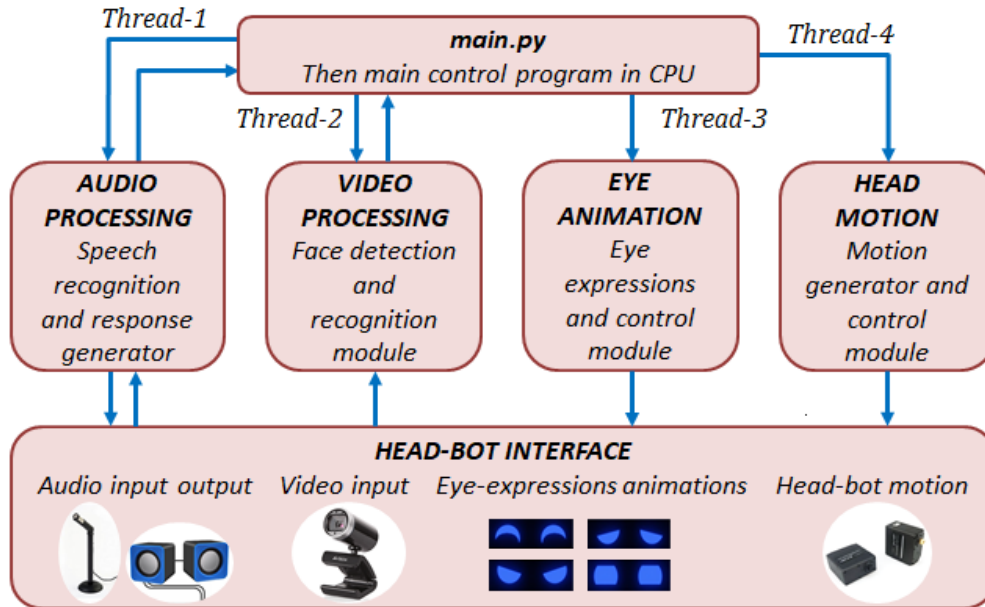 Thread-1
main.py
Then main control program in CPU
Thread-4
Thread-2
Thread-3
AUDIO
PROCESSING
Speech
recognition
and response
generator
VIDEO
PROCESSING
Face detection
and
recognition
module
EYE
ANIMATION
Eye
expressions
and control
module
HEAD
MOTION
Motion
generator and
control
module
HEAD-BOT INTERFACE
Audio input output
Video input
Eye-expressions animations
Head-bot motion